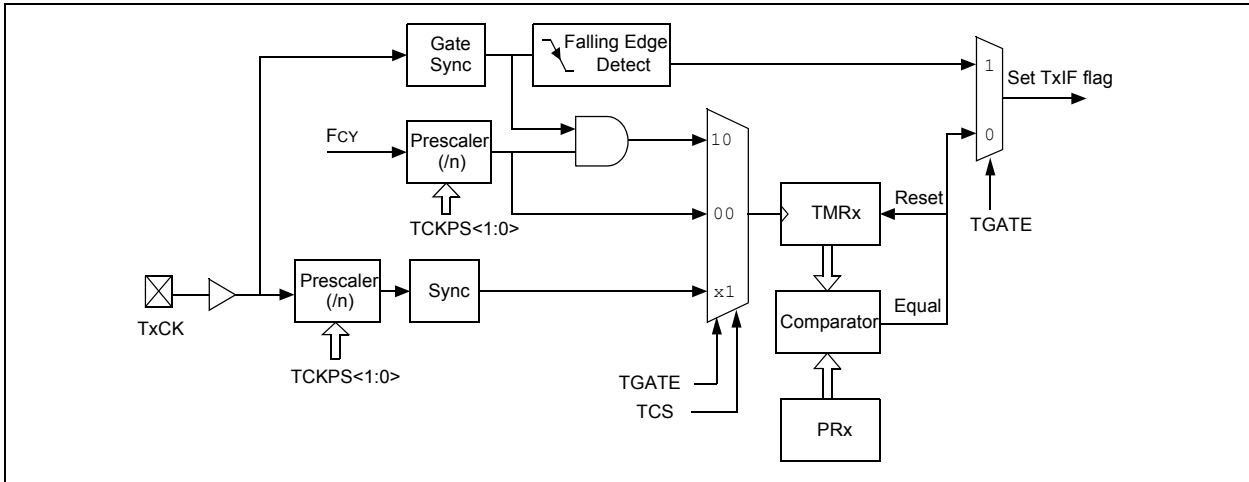 Gate
Sync
Falling Edge
Detect
1
Set TxIF flag
0
FCY
Prescaler
(/n)
10
TCKPS<1:0>
00
TMRx
Reset
TGATE
Prescaler
(/n)
Sync
x1
TxCK
TCKPS<1:0>
Comparator
Equal
TGATE
TCS
PRx